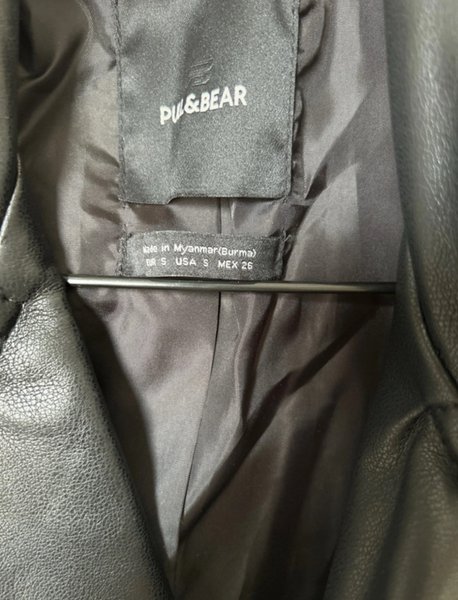 PULL&BEAR
Made in Myanmar(Burma)
EUR S USA S MEX 26